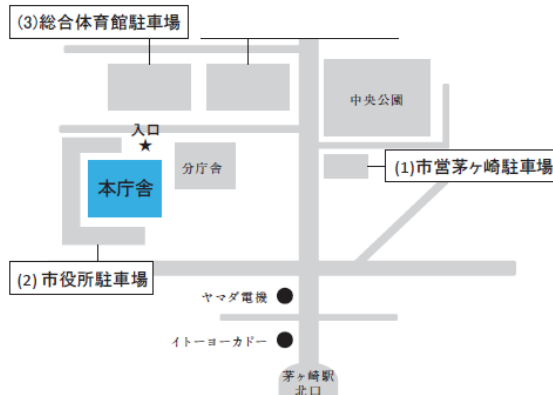 (3)総合体育館駐車場
中央公園
入口
★
分庁舎
(1)市営茅ヶ崎駐車場
本庁舎
(2)市役所駐車場
ヤマダ電機
イトーヨーカドー
茅ヶ崎駅
北口